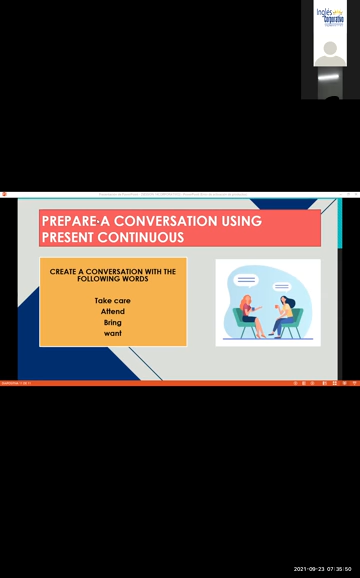 Inglés
Corporativo
PREPARE A CONVERSATION USING
PRESENT CONTINUOUS
CREATE A CONVERSATION WITH THE
FOLLOWING WORDS
Take care
Attend
Bring
want
2021-09-23 07:35:50